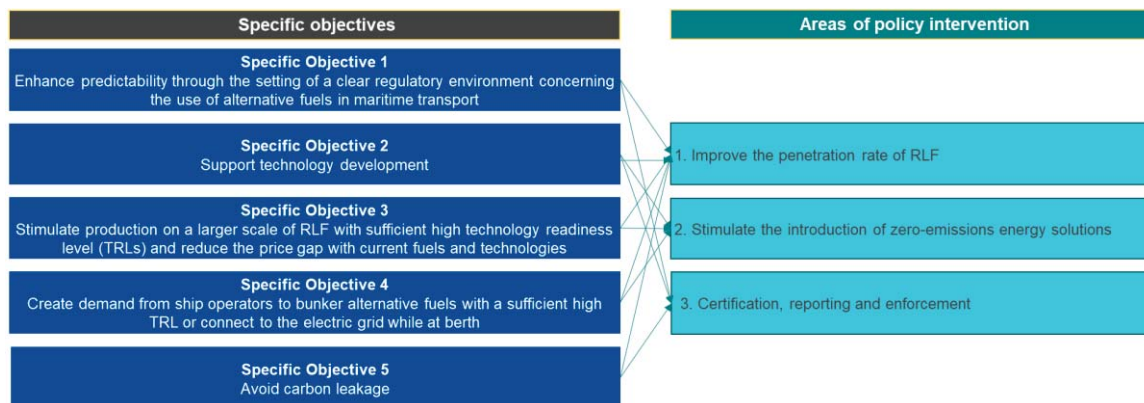 Specific objectives
Areas of policy intervention
Specific Objective 1
Enhance predictability through the setting of a clear regulatory environment concerning
the use of alternative fuels in maritime transport
Specific Objective 2
Support technology development
Specific Objective 3
Stimulate production on a larger scale of RLF with sufficient high technology readiness
level (TRLs) and reduce the price gap with current fuels and technologies
Specific Objective 4
Create demand from ship operators to bunker alternative fuels with a sufficient high
TRL or connect to the electric grid while at berth
Specific Objective 5
Avoid carbon leakage
1. Improve the penetration rate of RLF
2. Stimulate the introduction of zero-emissions energy solutions
3. Certification, reporting and enforcement